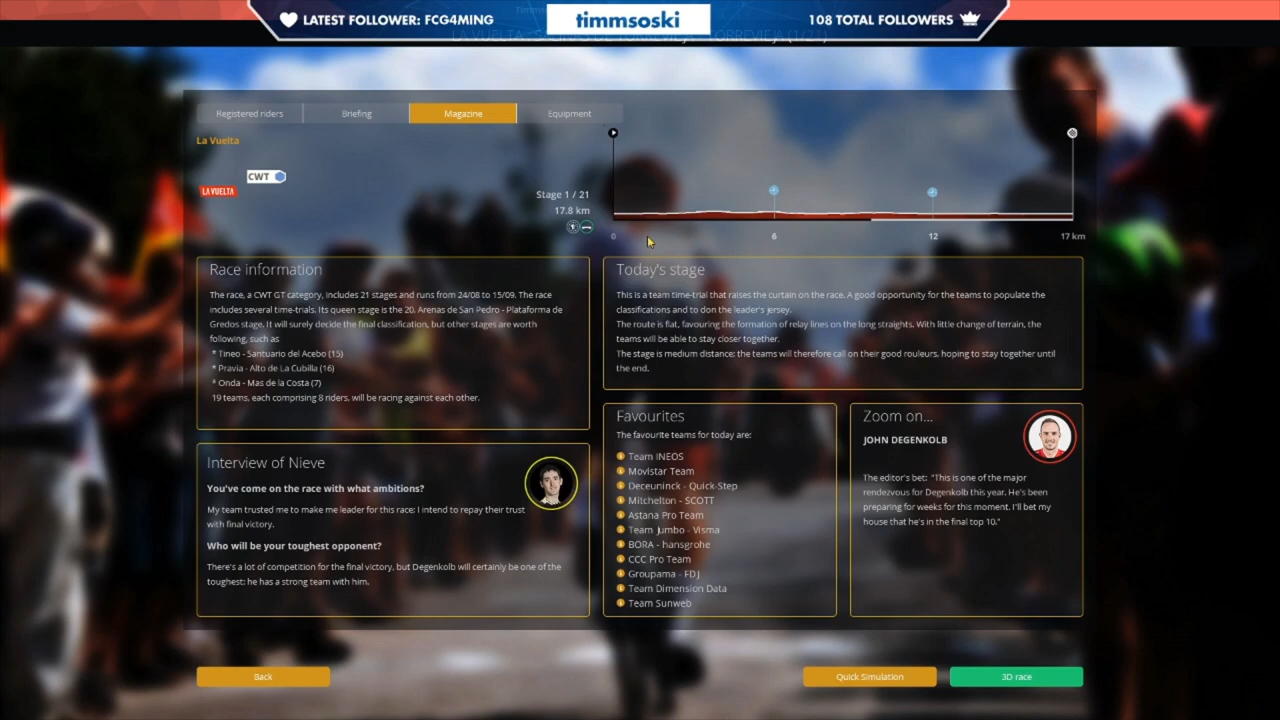 LATEST FOLLOWER: FCG4MING
timmsoski
108 TOTAL FOLLOWERS
LA VUELTA : SALINAS DE TORREVIEJA - TORREVIEJA (1/21)
Registered riders
Briefing
Magazine
Equipment
La Vuelta
CWT
LA VUELTA
Stage 1 / 21
17.8 km
0
6
12
17 km
Race information
The race, a CWT GT category, includes 21 stages and runs from 24/08 to 15/09. The race
includes several time-trials. Its queen stage is the 20, Arenas de San Pedro - Plataforma de
Gredos stage. It will surely decide the final classification, but other stages are worth
following, such as
* Tineo - Santuario del Acebo (15)
* Pravia - Alto de La Cubilla (16)
* Onda - Mas de la Costa (7)
19 teams, each comprising 8 riders, will be racing against each other.
Today's stage
This is a team time-trial that raises the curtain on the race. A good opportunity for the teams to populate the
classifications and to don the leader's jersey.
The route is flat, favouring the formation of relay lines on the long straights. With little change of terrain, the
teams will be able to stay closer together.
The stage is medium distance; the teams will therefore call on their good rouleurs, hoping to stay together until
the end.
Interview of Nieve
You've come on the race with what ambitions?
My team trusted me to make me leader for this race; I intend to repay their trust
with final victory.
Who will be your toughest opponent?
There's a lot of competition for the final victory, but Degenkolb will certainly be one of the
toughest: he has a strong team with him.
Favourites
The favourite teams for today are:
Team INEOS
Movistar Team
Deceuninck - Quick-Step
Mitchelton - SCOTT
Astana Pro Team
Team Jumbo - Visma
BORA - hansgrohe
CCC Pro Team
Groupama - FDJ
Team Dimension Data
Team Sunweb
Zoom on...
JOHN DEGENKOLB
The editor's bet: "This is one of the major
rendezvous for Degenkolb this year. He's been
preparing for weeks for this moment. I'll bet my
house that he's in the final top 10."
Back
Quick Simulation
3D race